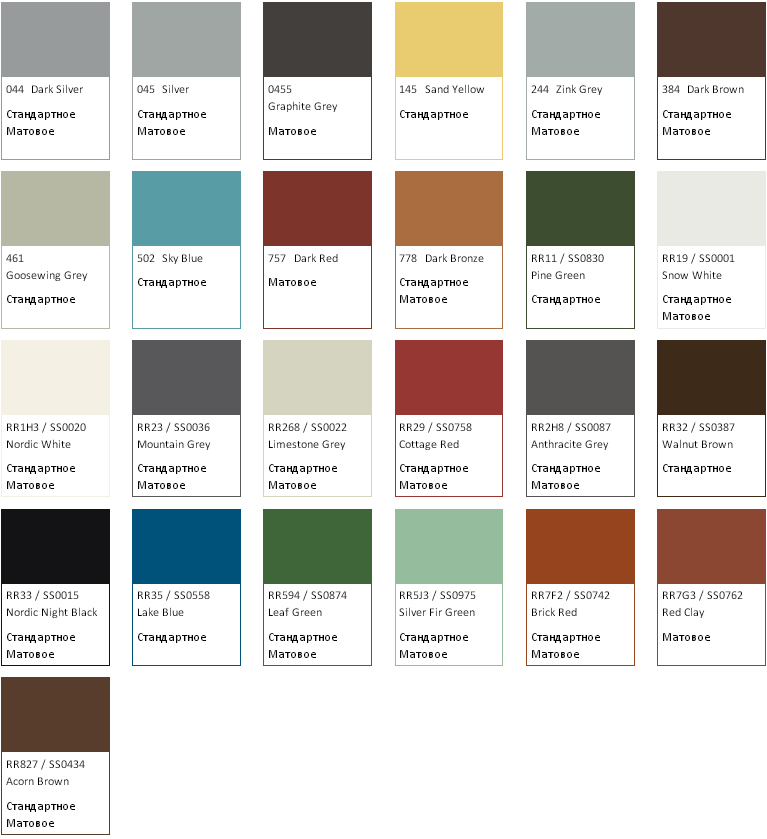 044 Dark Silver
Стандартное
Матовое
045 Silver
Стандартное
Матовое
0455
Graphite Grey
Матовое
145 Sand Yellow
Стандартное
244 Zink Grey
Стандартное
Матовое
384 Dark Brown
Стандартное
Матовое
461
Goosewing Grey
Стандартное
502 Sky Blue
Стандартное
757 Dark Red
Матовое
778 Dark Bronze
Стандартное
Матовое
RR11 / SS0830
Pine Green
Стандартное
RR19 / SS0001
Snow White
Стандартное
Матовое
RR1H3 / SS0020
Nordic White
Стандартное
Матовое
RR23 / SS0036
Mountain Grey
Стандартное
Матовое
RR268 / SS0022
Limestone Grey
Стандартное
Матовое
RR29 / SS0758
Cottage Red
Стандартное
Матовое
RR2H8 / SS0087
Anthracite Grey
Стандартное
Матовое
RR32 / SS0387
Walnut Brown
Стандартное
RR33 / SS0015
Nordic Night Black
Стандартное
Матовое
RR35 / SS0558
Lake Blue
Стандартное
RR594 / SS0874
Leaf Green
Стандартное
Матовое
RR5J3 / SS0975
Silver Fir Green
Стандартное
Матовое
RR7F2 / SS0742
Brick Red
Стандартное
Матовое
RR7G3 / SS0762
Red Clay
Матовое
RR827 / SS0434
Acorn Brown
Стандартное
Матовое